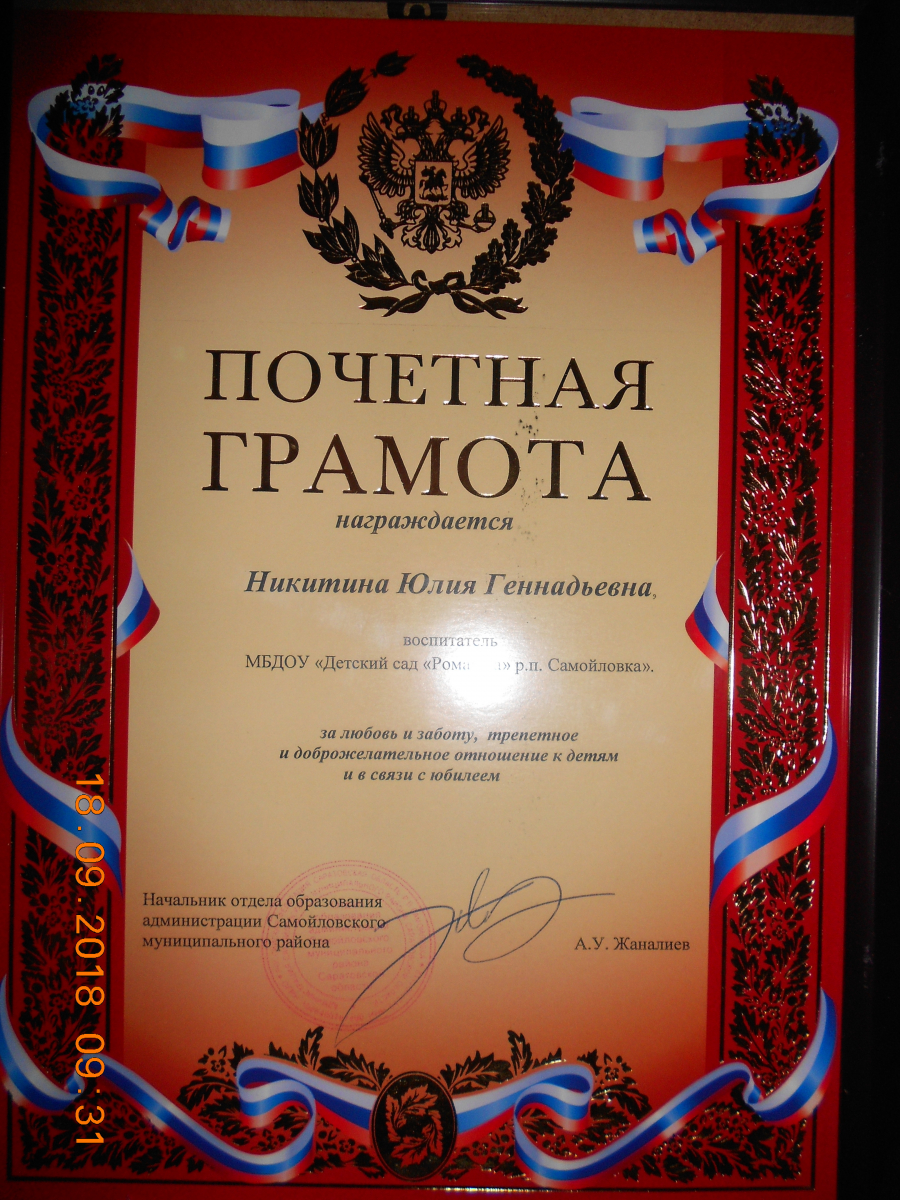 ПОЧЕТНАЯ
ГРАМОТА
награждается
Никитина Юлия Геннадьевна,
воспитатель
МБДОУ «Детский сад » р.п. Самойловка».
за любовь и заботу, трепетное
и доброжелательное отношение к детям
и в связи с юбилеем
Начальник отдела образования
администрации Самойловского
муниципального района
А.У. Жаналиев
18.09.2018 09:31